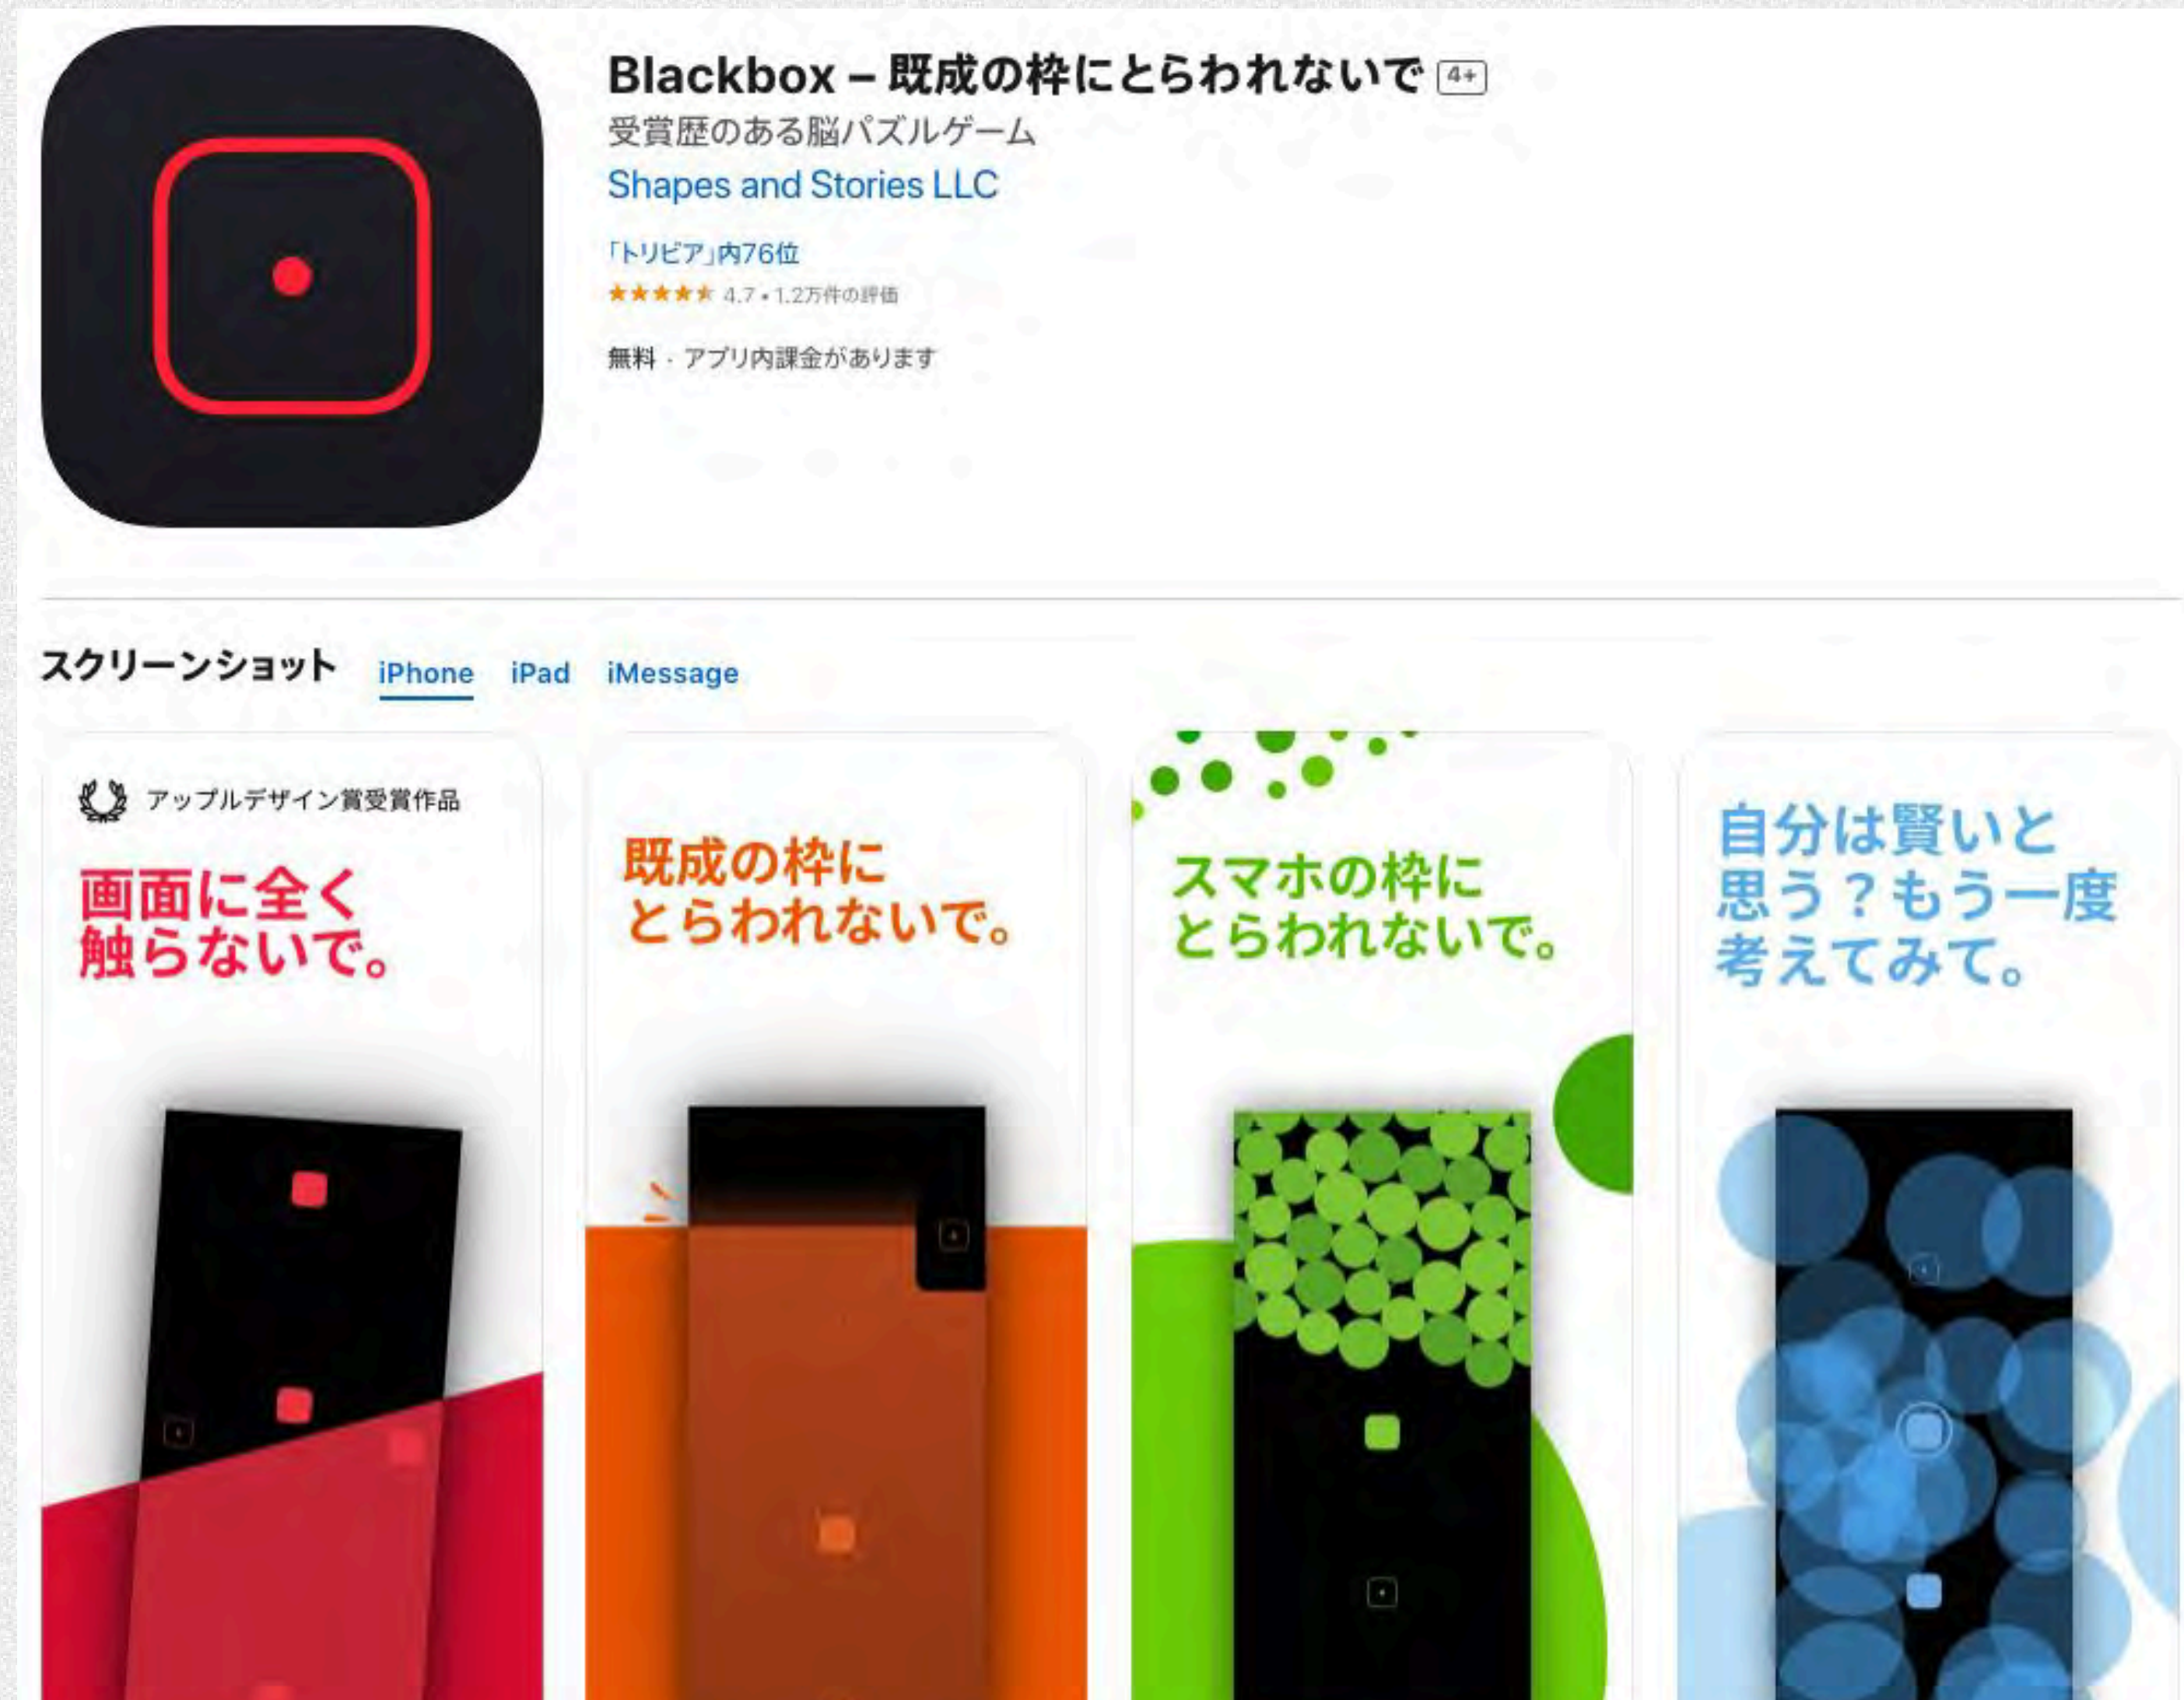 Blackbox – 既成の枠にとらわれないで 4+
受賞歴のある脳パズルゲーム
Shapes and Stories LLC
「トリビア」内76位
★★★★⯪ 4.7 • 1.2万件の評価
無料 · アプリ内課金があります
スクリーンショット iPhone iPad iMessage
アップルデザイン賞受賞作品
画面に全く
触らないで。
既成の枠に
とらわれないで。
スマホの枠に
とらわれないで。
自分は賢いと
思う？もう一度
考えてみて。